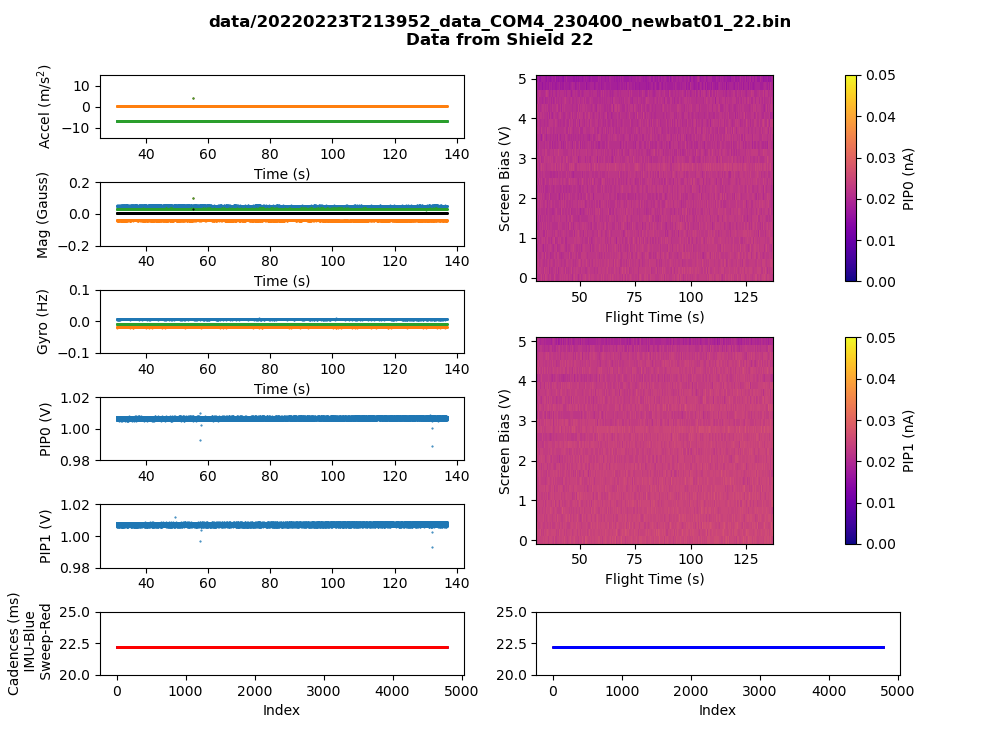 data/20220223T213952_data_COM4_230400_newbat01_22.bin
Data from Shield 22
Accel (m/s²)
10
0
−10
40 60 80 100 120 140
Time (s)
Mag (Gauss)
0.2
0.0
−0.2
40 60 80 100 120 140
Time (s)
Gyro (Hz)
0.1
0.0
−0.1
40 60 80 100 120 140
Time (s)
PIP0 (V)
1.02
1.00
0.98
40 60 80 100 120 140
PIP1 (V)
1.02
1.00
0.98
40 60 80 100 120 140
Cadences (ms)
IMU-Blue
Sweep-Red
25.0
22.5
20.0
0 1000 2000 3000 4000 5000
Index
Screen Bias (V)
5
4
3
2
1
0
50 75 100 125
Flight Time (s)
0.05
0.04
0.03
0.02
0.01
0.00
PIP0 (nA)
Screen Bias (V)
5
4
3
2
1
0
50 75 100 125
Flight Time (s)
0.05
0.04
0.03
0.02
0.01
0.00
PIP1 (nA)
25.0
22.5
20.0
0 1000 2000 3000 4000 5000
Index